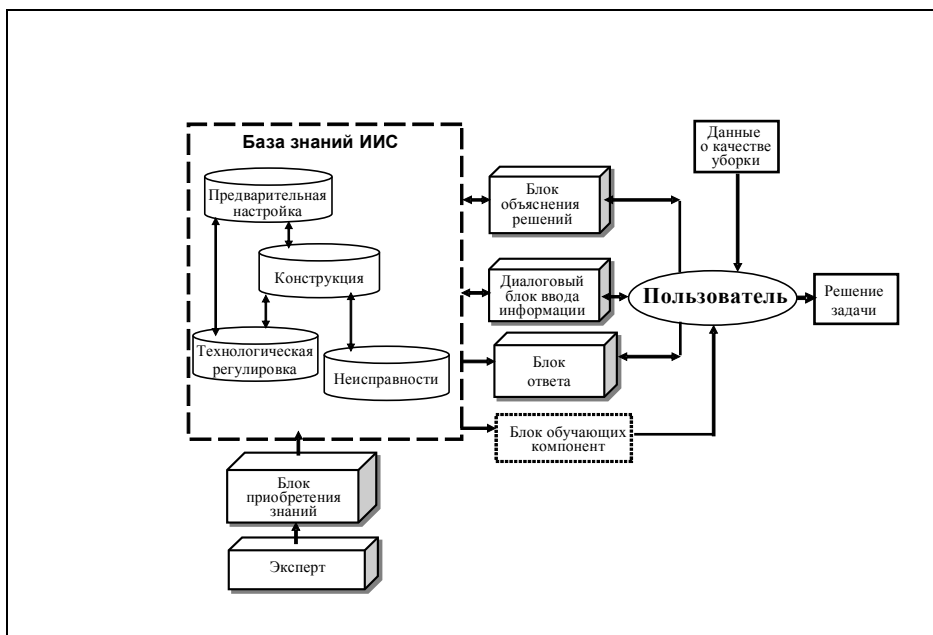 База знаний ИИС
Предварительная
настройка
Конструкция
Технологическая
регулировка
Неисправности
Блок
приобретения
знаний
Эксперт
Блок
объяснения
решений
Диалоговый
блок ввода
информации
Блок
ответа
Блок обучающих
компонент
Данные
о качестве
уборки
Пользователь
Решение
задачи